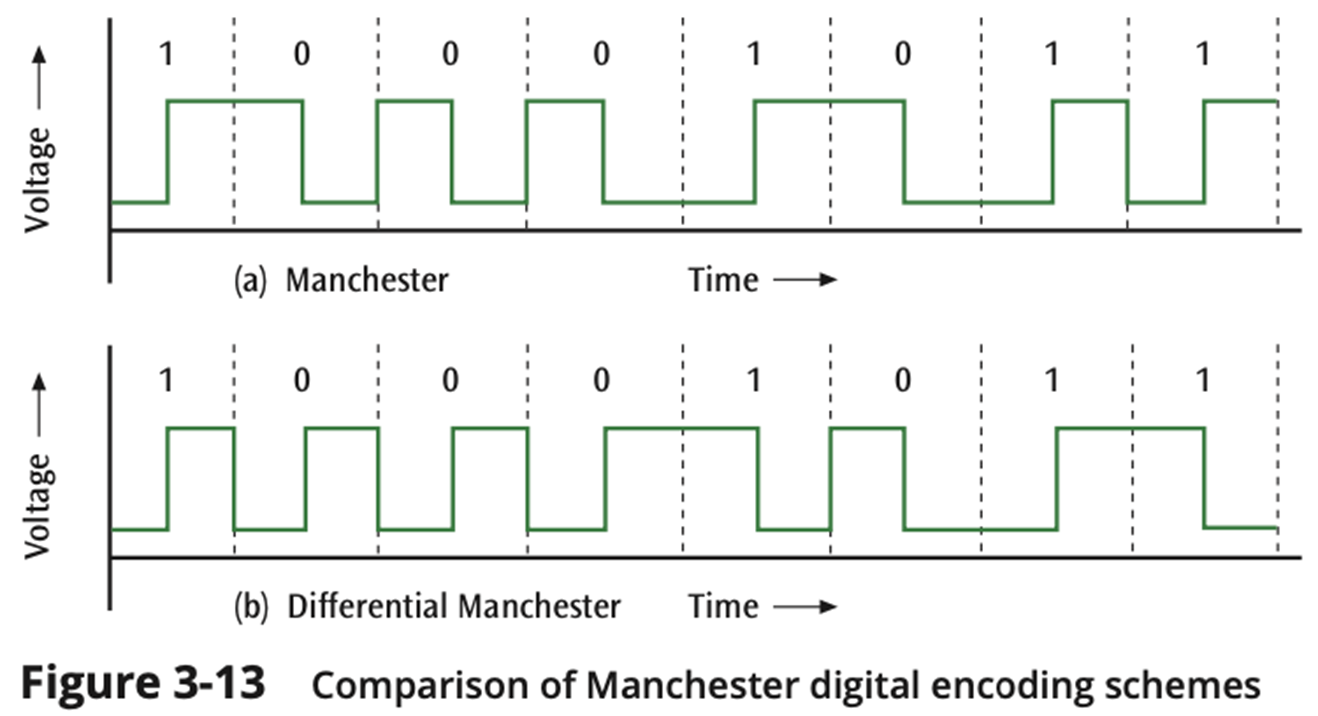 1 0 0 0 1 0 1 1
Voltage
(a) Manchester Time
1 0 0 0 1 0 1 1
Voltage
(b) Differential Manchester Time
Figure 3-13 Comparison of Manchester digital encoding schemes